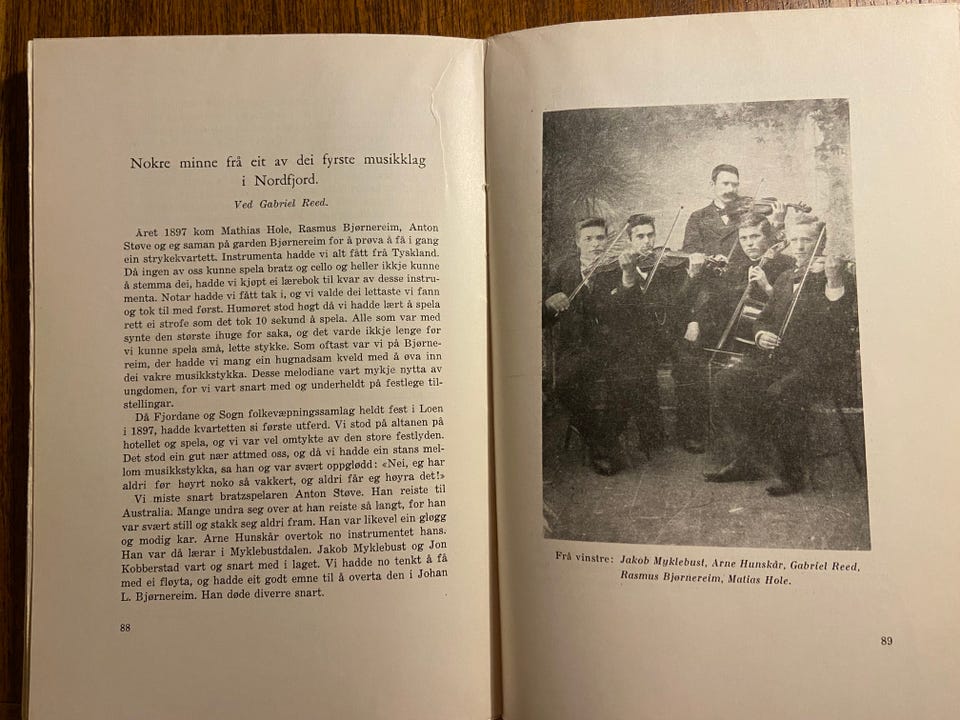 Nokre minne frå eit av dei fyrste musikklag
i Nordfjord.
Ved Gabriel Reed.
Året 1897 kom Mathias Hole, Rasmus Bjørnereim, Anton
Støve og eg saman på garden Bjørnereim for å prøva å få i gang
ein strykekvartett. Instrumenta hadde vi alt fått frå Tyskland.
Då ingen av oss kunne spela bratz og cello og heller ikkje kunne
å stemma dei, hadde vi kjøpt ei lærebok til kvar av desse instru-
menta. Notar hadde vi fått tak i, og vi valde dei lettaste vi fann
og tok til med først. Humøret stod høgt då vi hadde lært å spela
rett ei strofe som det tok 10 sekund å spela. Alle som var med
synte den største ihuge for saka, og det varde ikkje lenge før
vi kunne spela små, lette stykke. Som oftast var vi på Bjørne-
reim, der hadde vi mang ein hugnadsam kveld med å øva inn
dei vakre musikkstykka. Desse melodiane vart mykje nytta av
ungdomen, for vi vart snart med og underheldt på festlege til-
stellingar.
Då Fjordane og Sogn folkevæpningssamlag heldt fest i Loen
i 1897, hadde kvartetten si første utferd. Vi stod på altanen på
hotellet og spela, og vi var vel omtykte av den store festlyden.
Det stod ein gut nær attmed oss, og då vi hadde ein stans mel-
lom musikkstykka, sa han og var svært oppglødd: «Nei, eg har
aldri før høyrt noko så vakkert, og aldri får eg høyra det!»
Vi miste snart bratzspelaren Anton Støve. Han reiste til
Australia. Mange undra seg over at han reiste så langt, for han
var svært still og stakk seg aldri fram. Han var likevel ein gløgg
og modig kar. Arne Hunskår overtok no instrumentet hans.
Han var då lærar i Myklebustdalen. Jakob Myklebust og Jon
Kobberstad vart og snart med i laget. Vi hadde no tenkt å få
med ei fløyta, og hadde eit godt emne til å overta den i Johan
L. Bjørnereim. Han døde diverre snart.
88
Frå vinstre: Jakob Myklebust, Arne Hunskår, Gabriel Reed,
Rasmus Bjørnereim, Matias Hole.
89